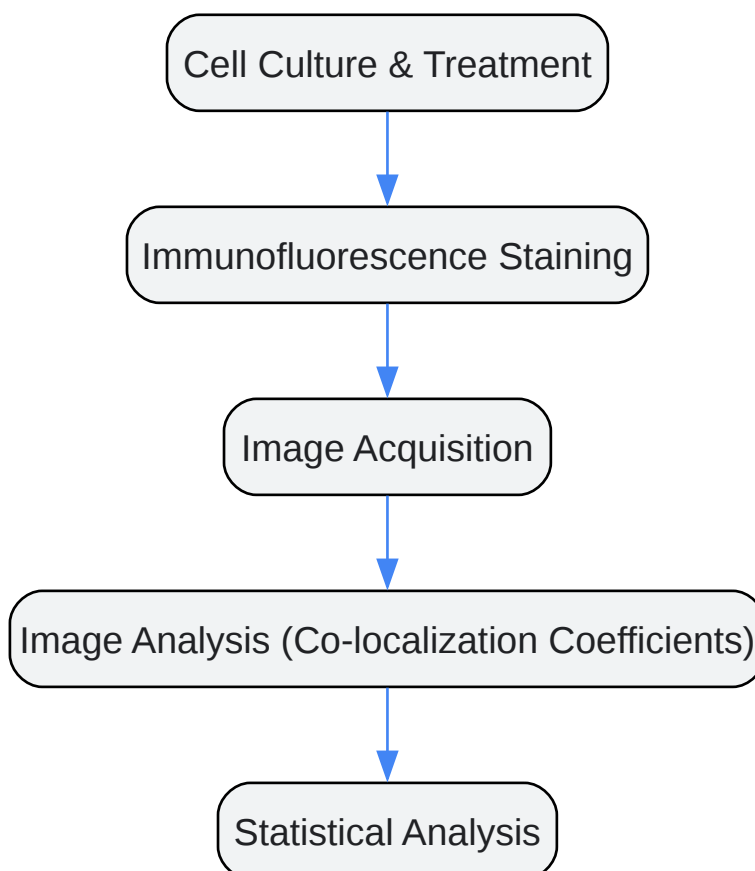 Cell Culture & Treatment
Immunofluorescence Staining
Image Acquisition
Image Analysis (Co-localization Coefficients)
Statistical Analysis